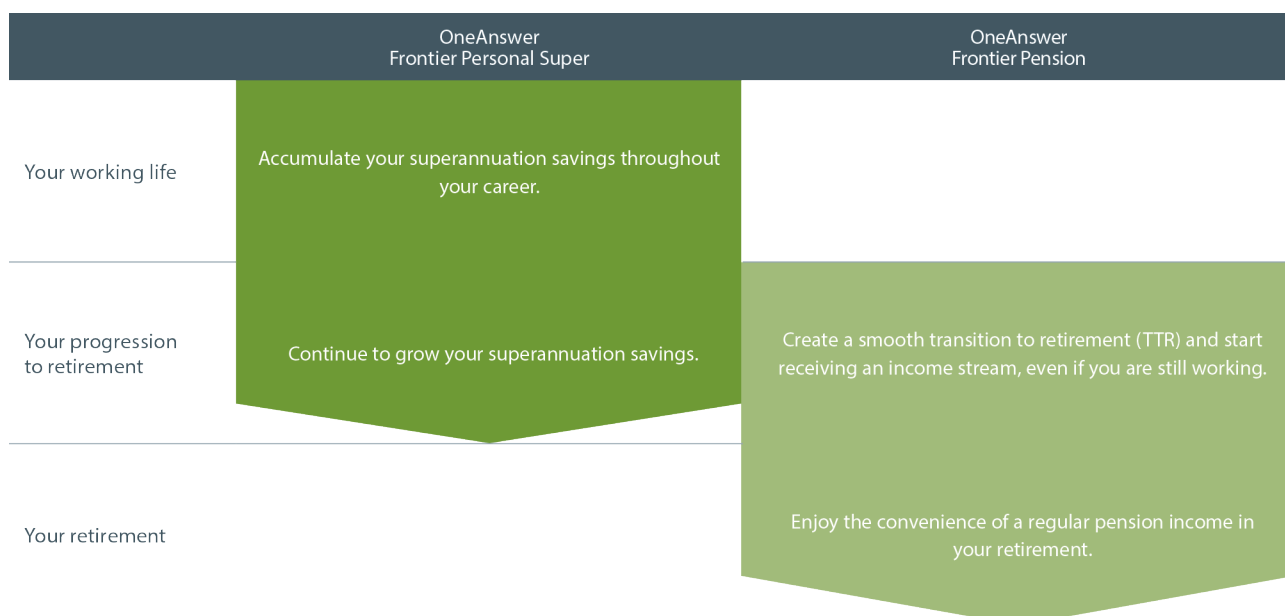 OneAnswer
Frontier Personal Super
OneAnswer
Frontier Pension
Your working life
Accumulate your superannuation savings throughout
your career.
Your progression
to retirement
Continue to grow your superannuation savings.
Create a smooth transition to retirement (TTR) and start
receiving an income stream, even if you are still working.
Your retirement
Enjoy the convenience of a regular pension income in
your retirement.